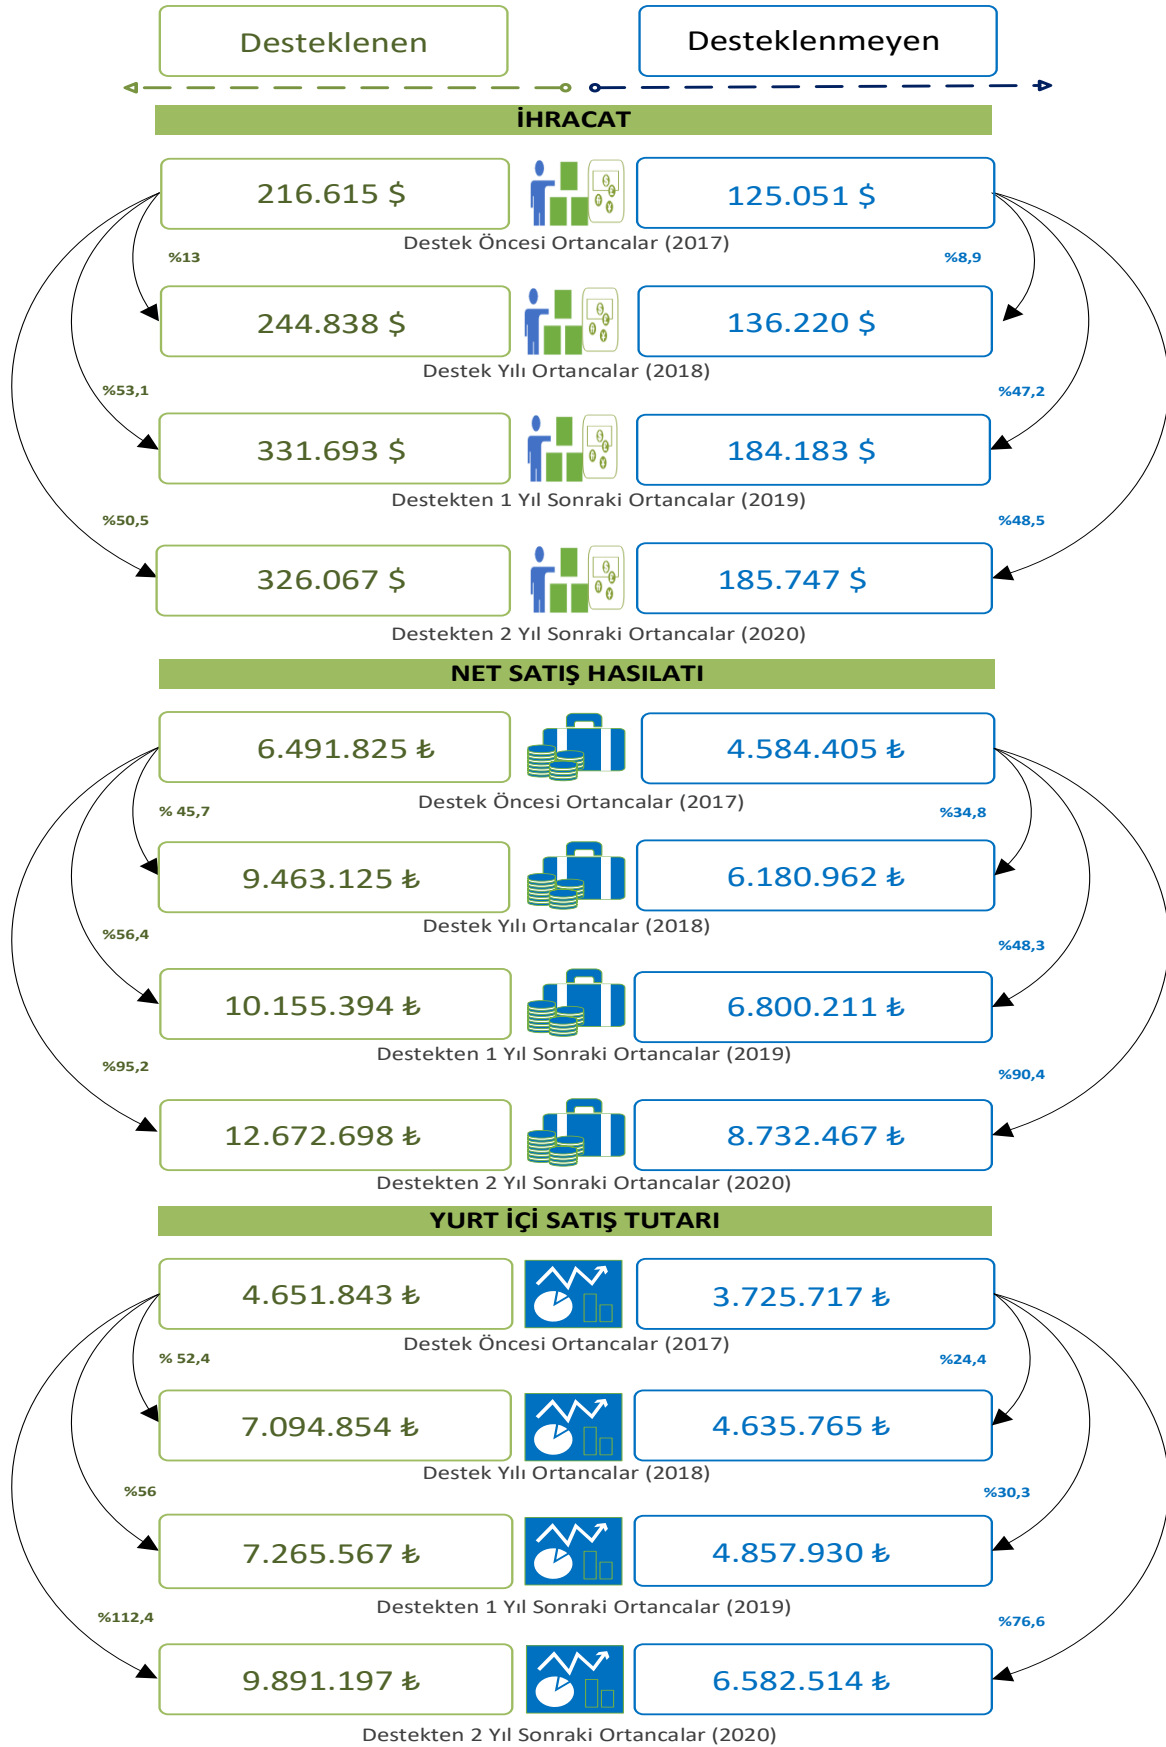 Desteklenen
Desteklenmeyen
İHRACAT
216.615 $
125.051 $
Destek Öncesi Ortancalar (2017)
%13
%8,9
244.838 $
136.220 $
Destek Yılı Ortancalar (2018)
%53,1
%47,2
331.693 $
184.183 $
Destekten 1 Yıl Sonraki Ortancalar (2019)
%50,5
%48,5
326.067 $
185.747 $
Destekten 2 Yıl Sonraki Ortancalar (2020)
NET SATIŞ HASILATI
6.491.825 ₺
4.584.405 ₺
Destek Öncesi Ortancalar (2017)
% 45,7
%34,8
9.463.125 ₺
6.180.962 ₺
Destek Yılı Ortancalar (2018)
%56,4
%48,3
10.155.394 ₺
6.800.211 ₺
Destekten 1 Yıl Sonraki Ortancalar (2019)
%95,2
%90,4
12.672.698 ₺
8.732.467 ₺
Destekten 2 Yıl Sonraki Ortancalar (2020)
YURT İÇİ SATIŞ TUTARI
4.651.843 ₺
3.725.717 ₺
Destek Öncesi Ortancalar (2017)
% 52,4
%24,4
7.094.854 ₺
4.635.765 ₺
Destek Yılı Ortancalar (2018)
%56
%30,3
7.265.567 ₺
4.857.930 ₺
Destekten 1 Yıl Sonraki Ortancalar (2019)
%112,4
%76,6
9.891.197 ₺
6.582.514 ₺
Destekten 2 Yıl Sonraki Ortancalar (2020)